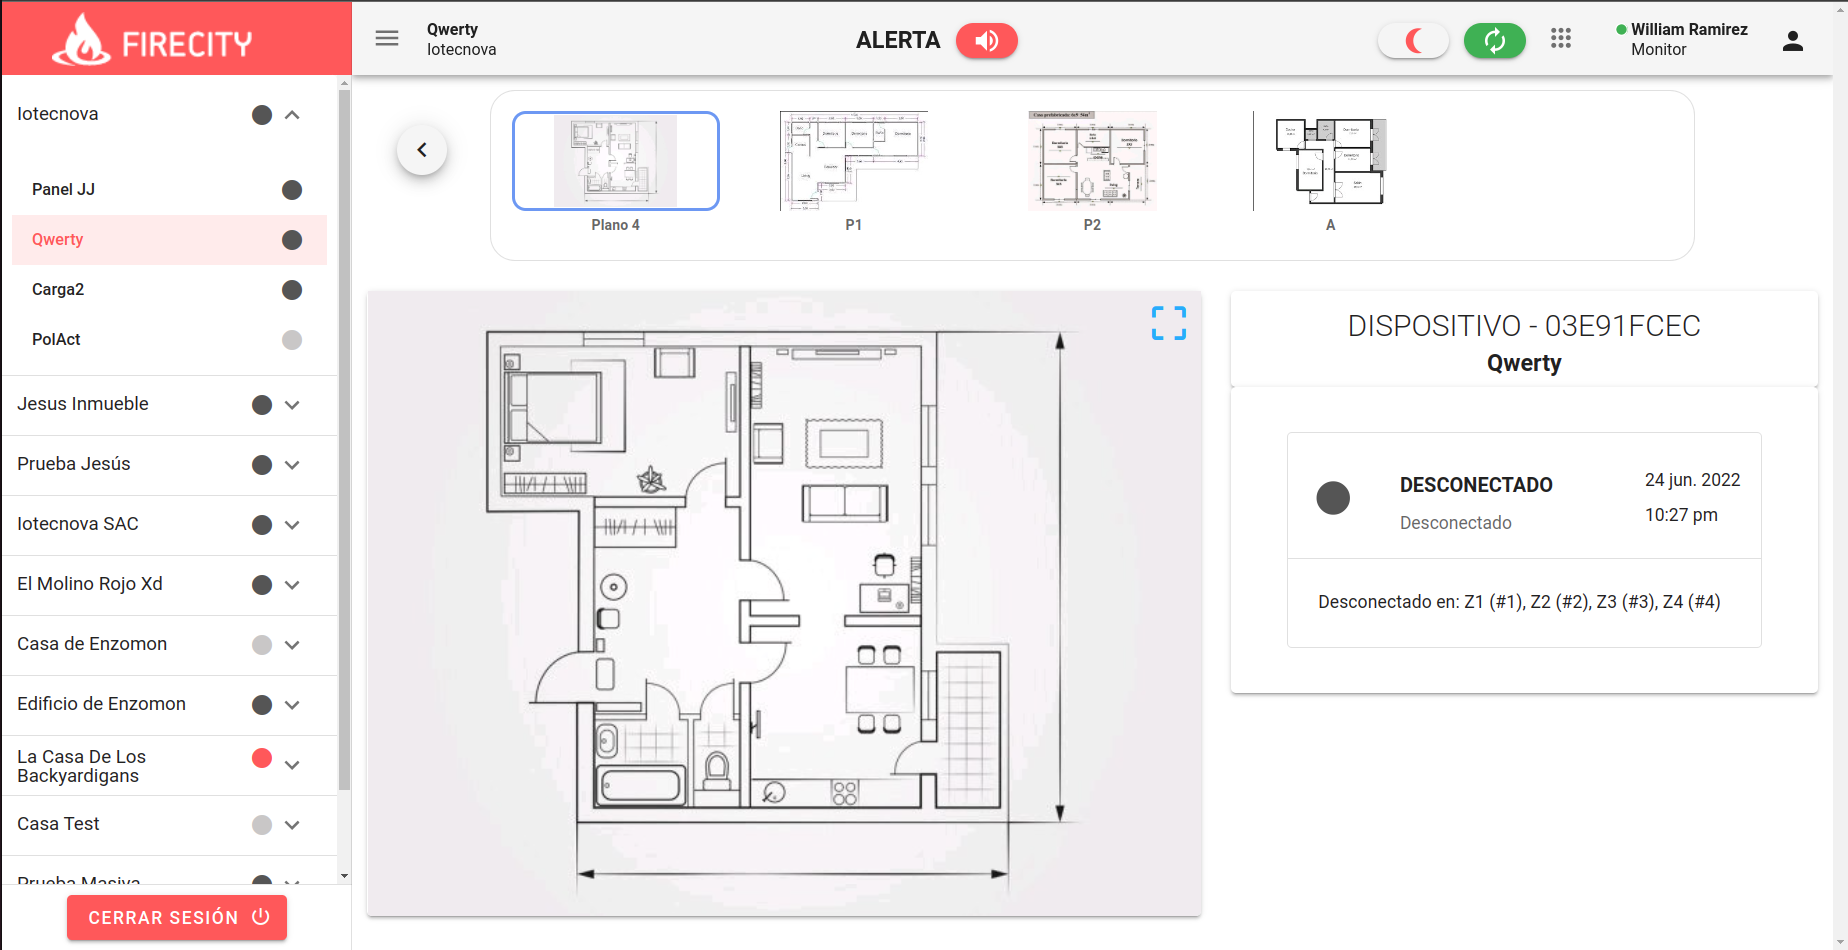 FIRECITY
Qwerty
Iotecnova
ALERTA
William Ramirez
Monitor
Iotecnova
Panel JJ
Qwerty
Carga2
PolAct
Jesus Inmueble
Prueba Jesús
Iotecnova SAC
El Molino Rojo Xd
Casa de Enzomon
Edificio de Enzomon
La Casa De Los
Backyardigans
Casa Test
Prueba Masiva
CERRAR SESIÓN
Plano 4
P1
P2
A
DISPOSITIVO - 03E91FCEC
Qwerty
DESCONECTADO
Desconectado
24 jun. 2022
10:27 pm
Desconectado en: Z1 (#1), Z2 (#2), Z3 (#3), Z4 (#4)